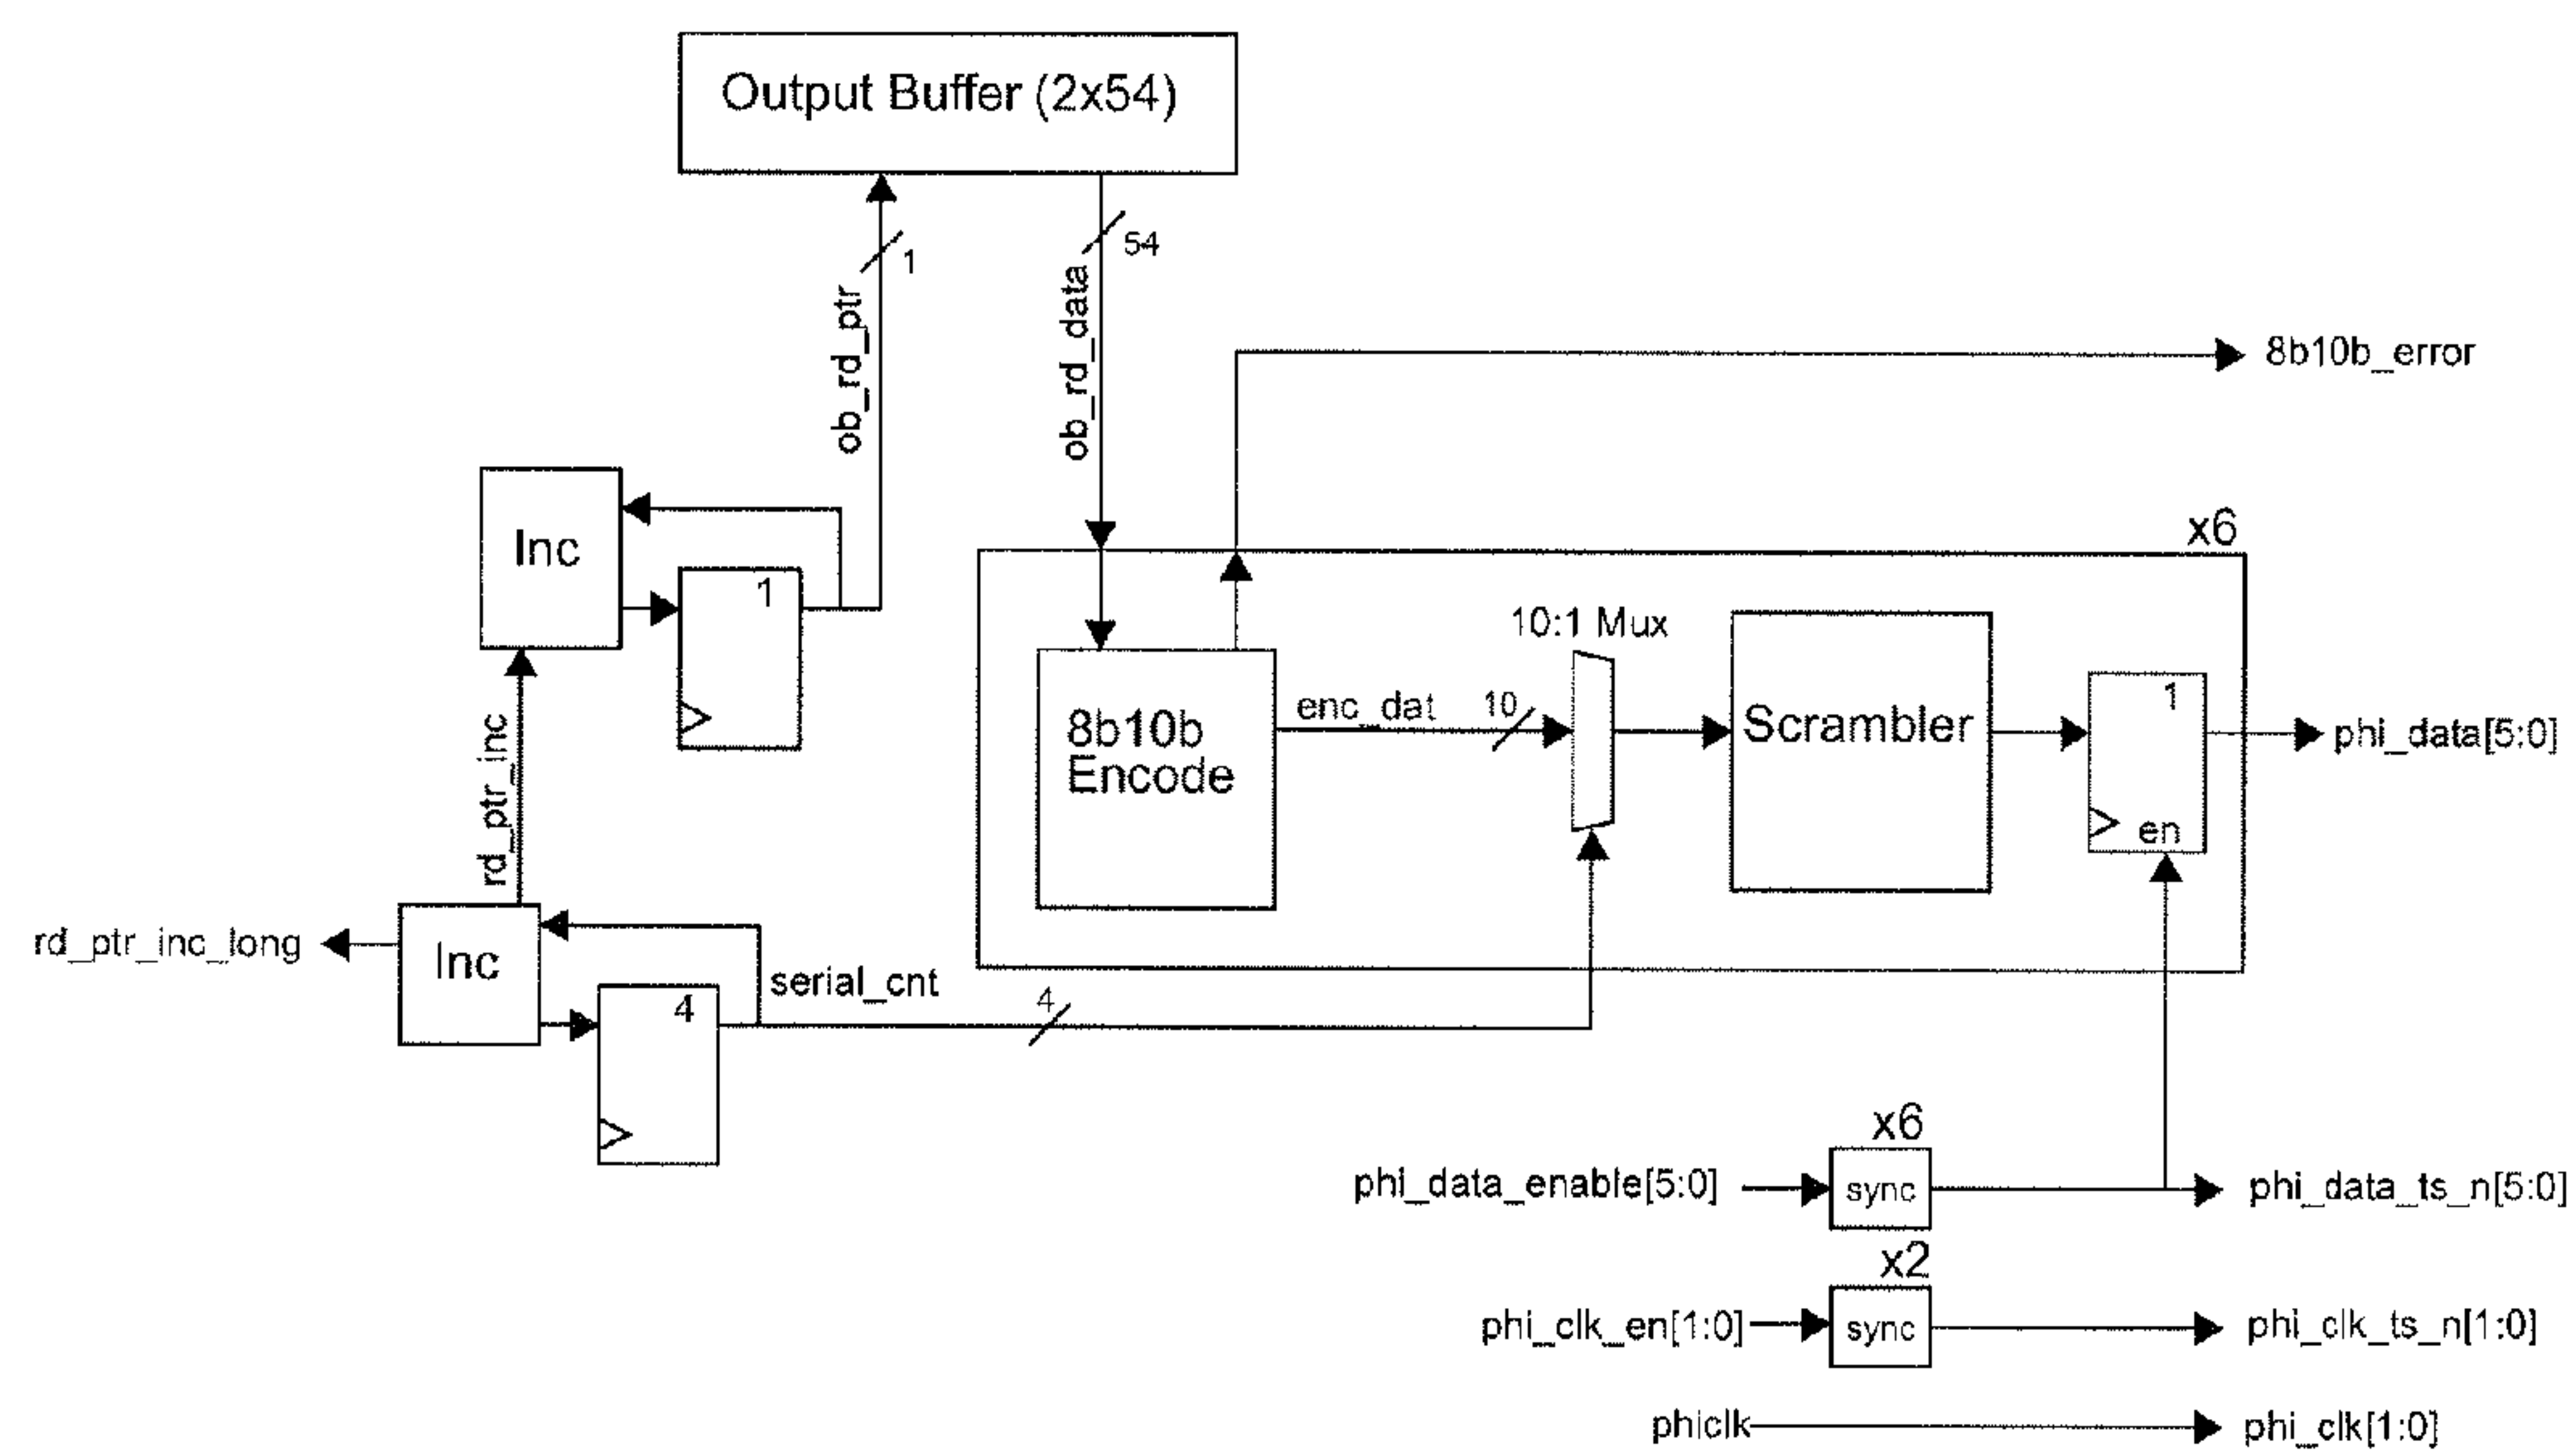 Output Buffer (2x54)
1
54
ob_rd_ptr
ob_rd_data
8b10b_error
x6
Inc
1
10:1 Mux
8b10b
Encode
enc_dat
10
Scrambler
1
en
phi_data[5:0]
rd_ptr_inc
rd_ptr_inc_long
Inc
4
serial_cnt
4
x6
phi_data_enable[5:0]
sync
phi_data_ts_n[5:0]
x2
phi_clk_en[1:0]
sync
phi_clk_ts_n[1:0]
phiclk
phi_clk[1:0]